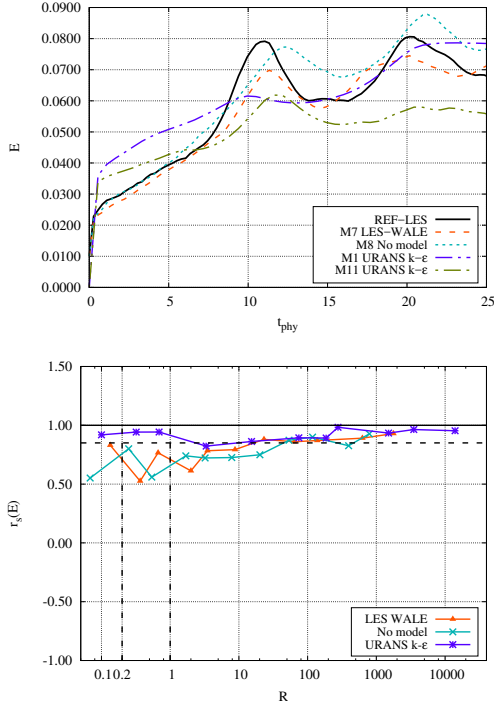 0.0900
0.0800
0.0700
0.0600
0.0500
0.0400
0.0300
0.0200
0.0100
0.0000
E
REF−LES
M7 LES−WALE
M8 No model
M1 URANS k−ε
M11 URANS k−ε
0 5 10 15 20 25
t_phy
1.50
1.00
0.50
0.00
-0.50
-1.00
r_s(E)
LES WALE
No model
URANS k-ε
0.1 0.2 1 10 100 1000 10000
R